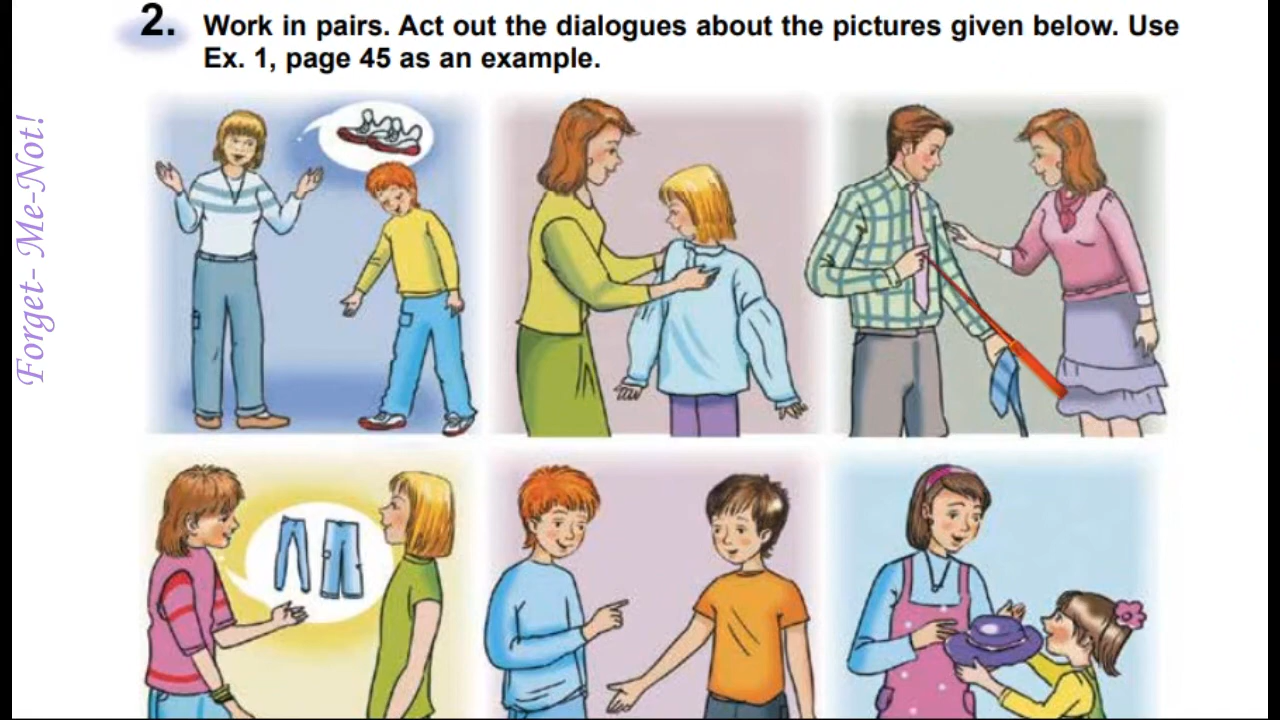 2. Work in pairs. Act out the dialogues about the pictures given below. Use
Ex. 1, page 45 as an example.
Forget- Me-Not!